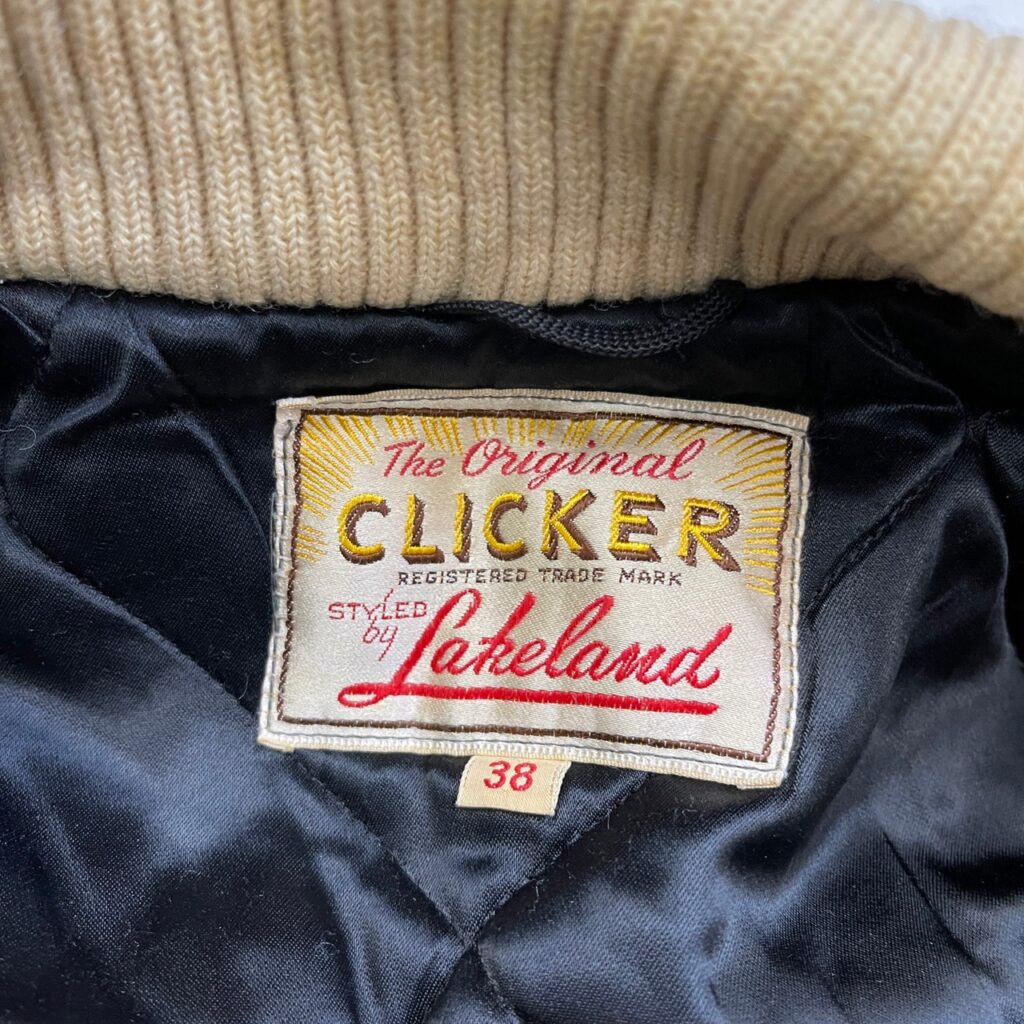 The Original
CLICKER
REGISTERED TRADE MARK
STYLED by Lakeland
38